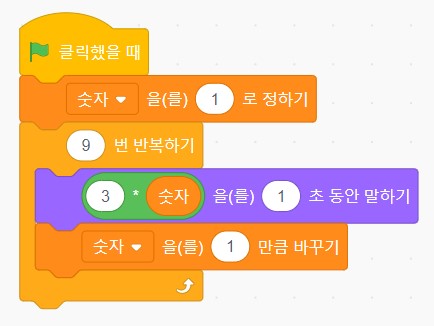 클릭했을 때
숫자 을(를) 1 로 정하기
9 번 반복하기
3 * 숫자 을(를) 1 초 동안 말하기
숫자 을(를) 1 만큼 바꾸기